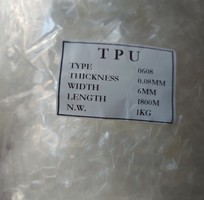 TPU
TYPE 0608
THICKNESS 0.08MM
WIDTH 6MM
LENGTH 1800M
N.W. 1KG